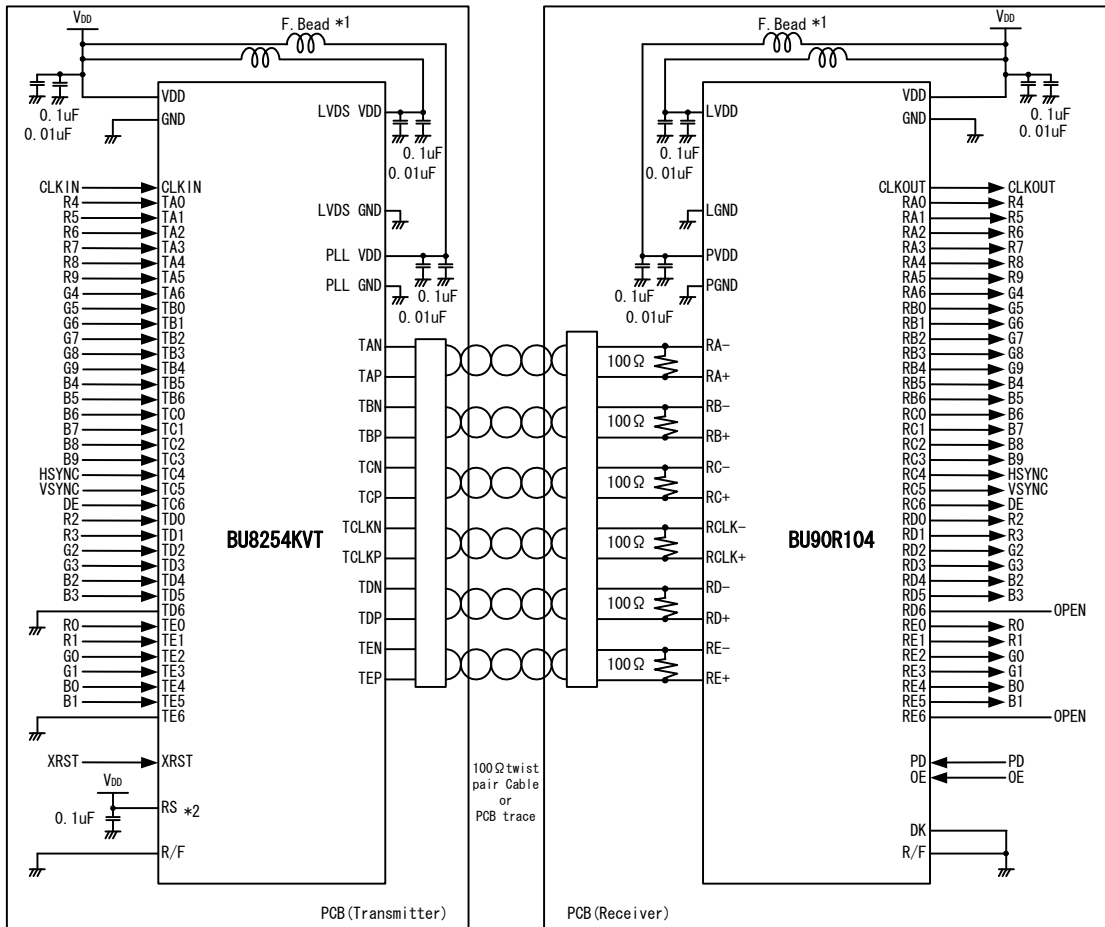 VDD
F. Bead *1
0.1uF
0.01uF
VDD
GND
LVDS VDD
0.1uF
0.01uF
LVDS GND
PLL VDD
PLL GND
0.1uF
0.01uF
CLKIN CLKIN
R4 TA0
R5 TA1
R6 TA2
R7 TA3
R8 TA4
R9 TA5
G4 TA6
G5 TB0
G6 TB1
G7 TB2
G8 TB3
G9 TB4
B4 TB5
B5 TB6
B6 TC0
B7 TC1
B8 TC2
B9 TC3
HSYNC TC4
VSYNC TC5
DE TC6
R2 TD0
R3 TD1
G2 TD2
G3 TD3
B2 TD4
B3 TD5
TD6
R0 TE0
R1 TE1
G0 TE2
G1 TE3
B0 TE4
B1 TE5
TE6
XRST XRST
VDD
RS *2
0.1uF
R/F
BU8254KVT
TAN
TAP
TBN
TBP
TCN
TCP
TCLKN
TCLKP
TDN
TDP
TEN
TEP
PCB(Transmitter)
100Ω twist
pair Cable
or
PCB trace
F. Bead *1
VDD
0.1uF
0.01uF
LVDD
0.1uF
0.01uF
LGND
PVDD
PGND
0.1uF
0.01uF
100Ω
100Ω
100Ω
100Ω
100Ω
100Ω
RA-
RA+
RB-
RB+
RC-
RC+
RCLK-
RCLK+
RD-
RD+
RE-
RE+
BU90R104
VDD
GND
CLKOUT CLKOUT
RA0 R4
RA1 R5
RA2 R6
RA3 R7
RA4 R8
RA5 R9
RA6 G4
RB0 G5
RB1 G6
RB2 G7
RB3 G8
RB4 G9
RB5 B4
RB6 B5
RC0 B6
RC1 B7
RC2 B8
RC3 B9
RC4 HSYNC
RC5 VSYNC
RC6 DE
RD0 R2
RD1 R3
RD2 G2
RD3 G3
RD4 B2
RD5 B3
RD6 OPEN
RE0 R0
RE1 R1
RE2 G0
RE3 G1
RE4 B0
RE5 B1
RE6 OPEN
PD PD
OE OE
DK
R/F
PCB(Receiver)